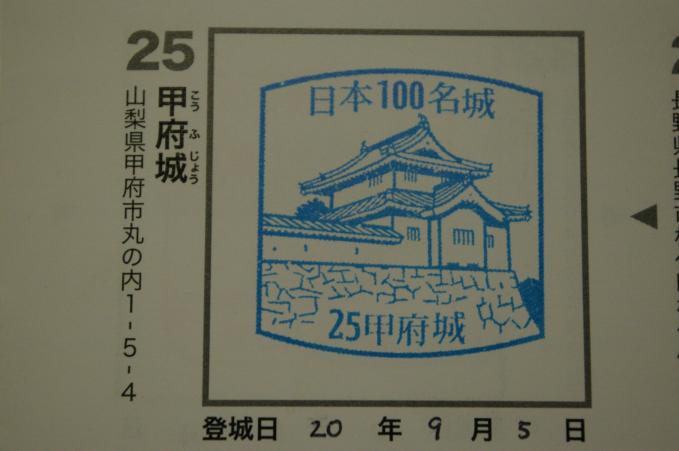 25
甲府城
こうふじょう
山梨県甲府市丸の内1-5-4
日本100名城
25甲府城
登城日 20 年 9 月 5 日